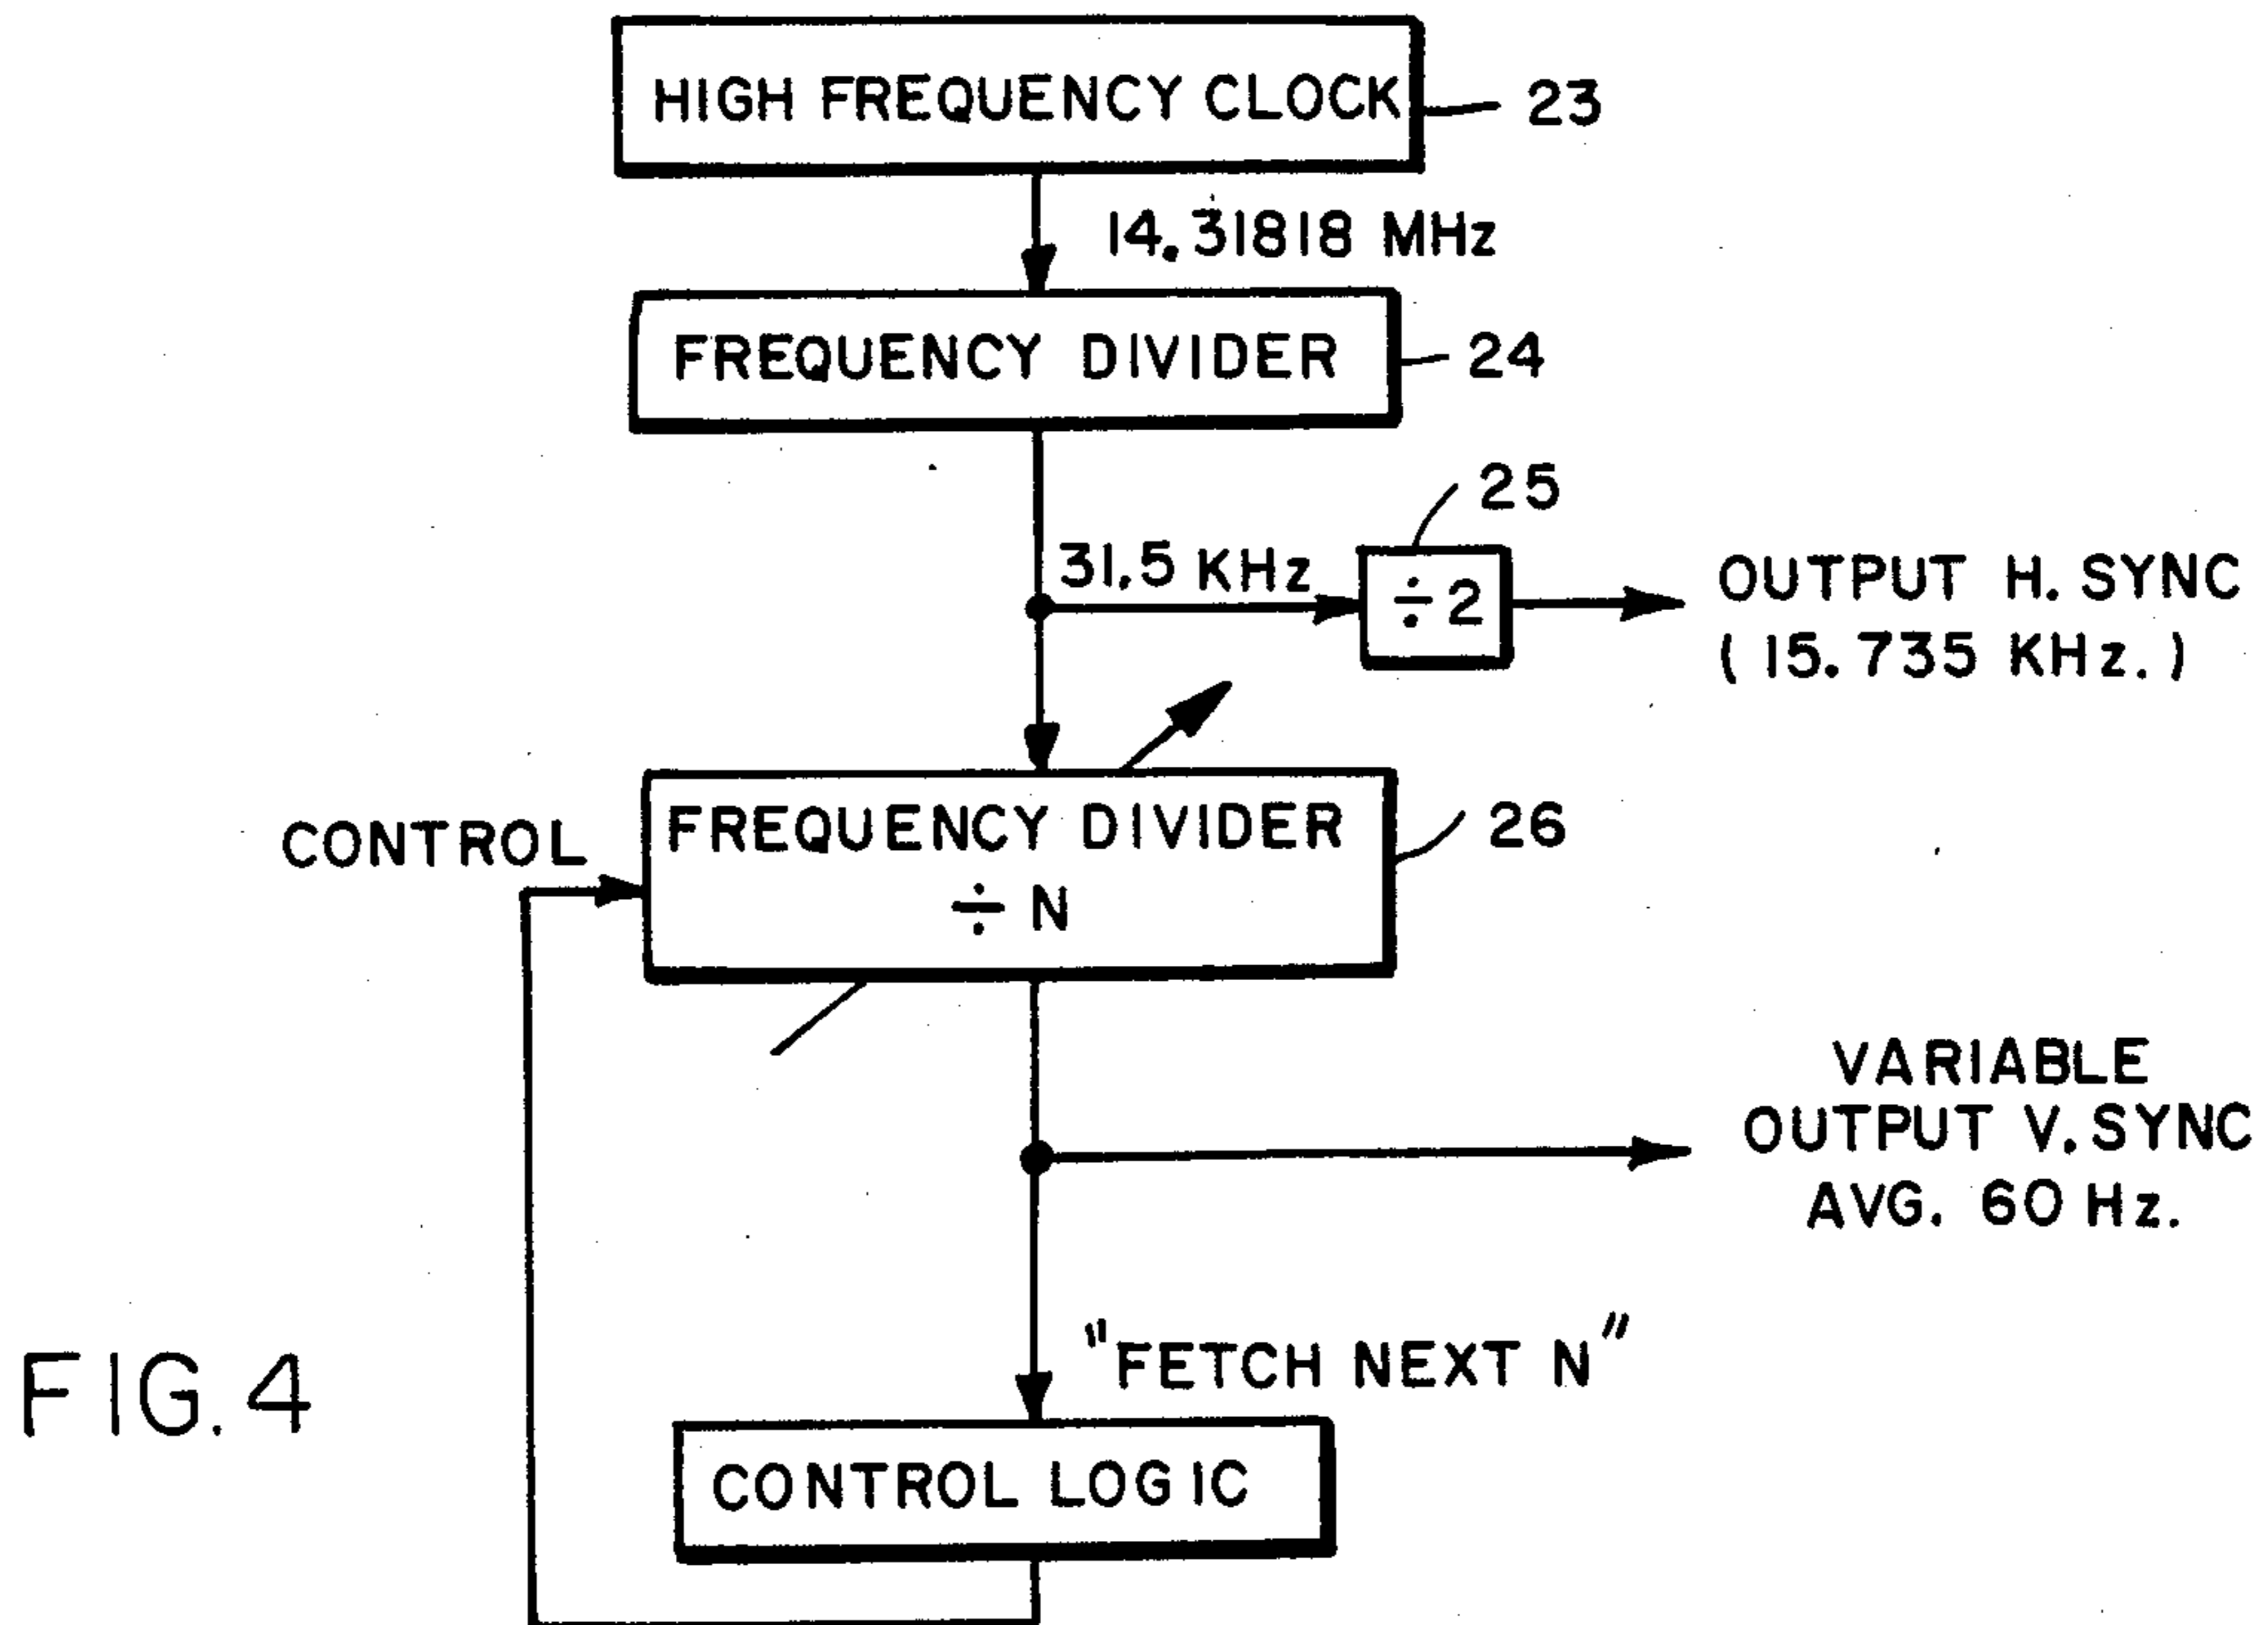 HIGH FREQUENCY CLOCK
23
14.31818 MHz
FREQUENCY DIVIDER
24
25
31.5 KHz
÷2
OUTPUT H. SYNC
(15.735 KHz.)
CONTROL
FREQUENCY DIVIDER
÷ N
26
VARIABLE
OUTPUT V. SYNC
AVG. 60 Hz.
"FETCH NEXT N"
FIG. 4
CONTROL LOGIC